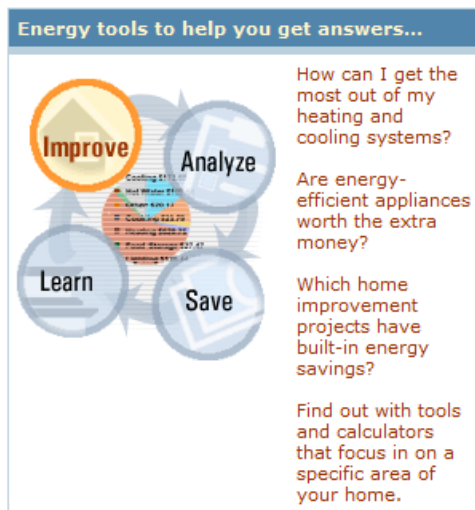 Energy tools to help you get answers...
Improve
Analyze
Learn
Save
How can I get the
most out of my
heating and
cooling systems?
Are energy-
efficient appliances
worth the extra
money?
Which home
improvement
projects have
built-in energy
savings?
Find out with tools
and calculators
that focus in on a
specific area of
your home.